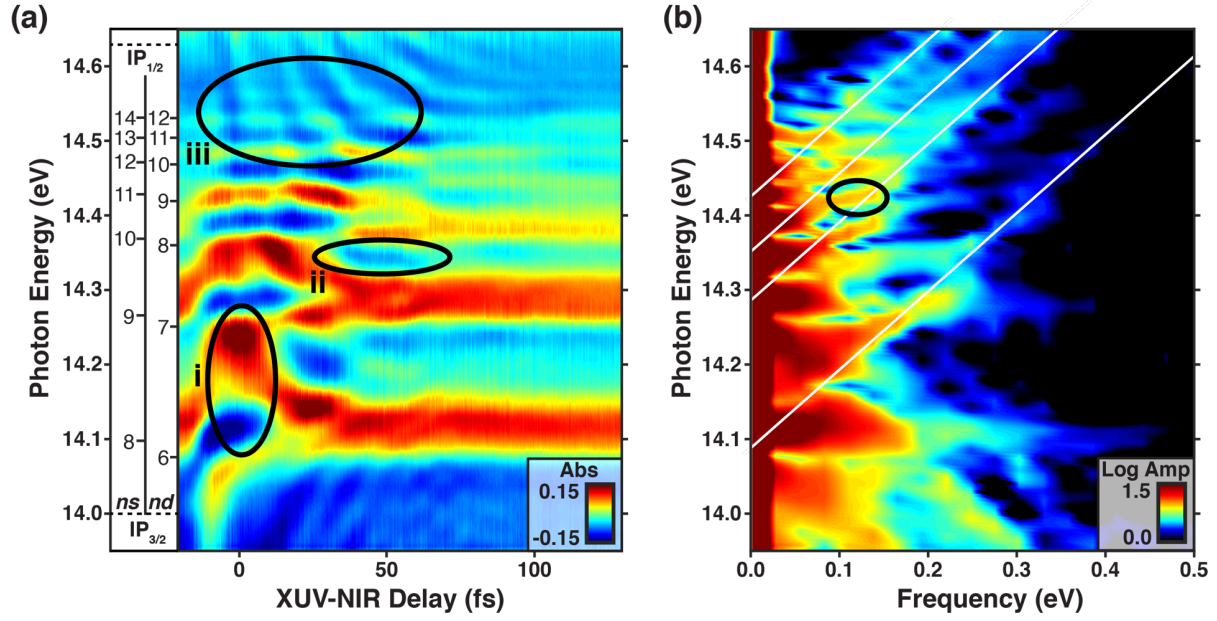 (a)
(b)
IP1/2
14.6
14.5
14.4
14.3
14.2
14.1
14.0
Photon Energy (eV)
14 12
13 11
12 10
11 9
10 8
9 7
8 6
ns nd
IP3/2
iii
ii
i
Abs
0.15
-0.15
0 50 100
XUV-NIR Delay (fs)
14.6
14.5
14.4
14.3
14.2
14.1
14.0
Photon Energy (eV)
Log Amp
1.5
0.0
0.0 0.1 0.2 0.3 0.4 0.5
Frequency (eV)